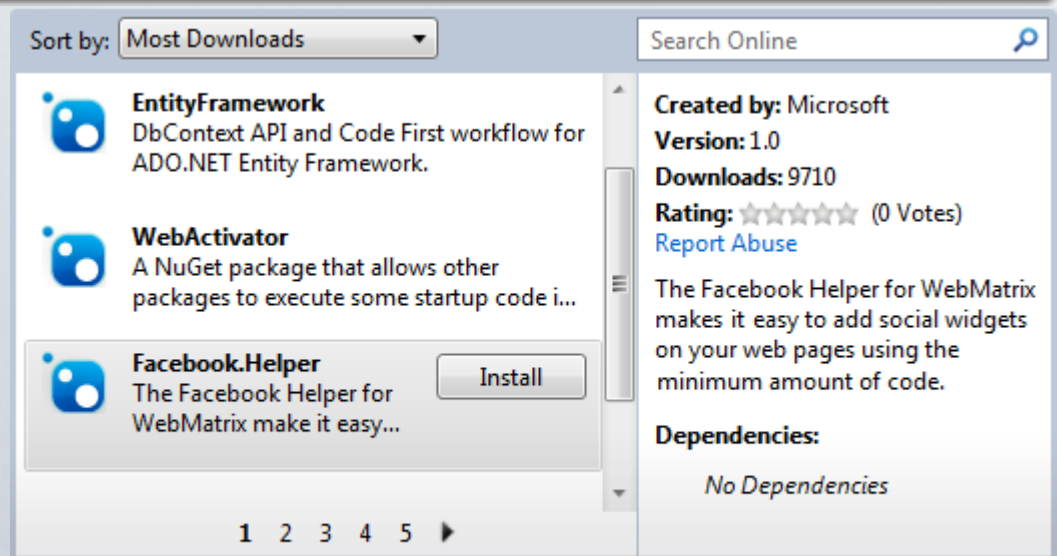 Sort by: Most Downloads
Search Online
EntityFramework
DbContext API and Code First workflow for
ADO.NET Entity Framework.
WebActivator
A NuGet package that allows other
packages to execute some startup code i...
Facebook.Helper
The Facebook Helper for
WebMatrix make it easy...
Install
1 2 3 4 5
Created by: Microsoft
Version: 1.0
Downloads: 9710
Rating: (0 Votes)
Report Abuse
The Facebook Helper for WebMatrix
makes it easy to add social widgets
on your web pages using the
minimum amount of code.
Dependencies:
No Dependencies